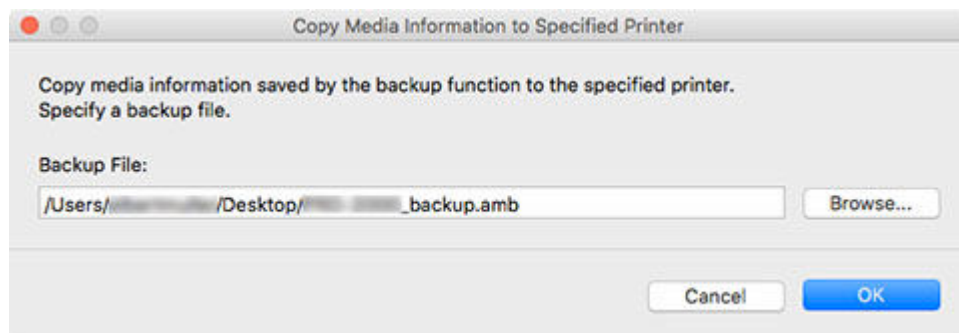 Copy Media Information to Specified Printer
Copy media information saved by the backup function to the specified printer.
Specify a backup file.
Backup File:
/Users/ /Desktop/ _backup.amb
Browse...
Cancel
OK